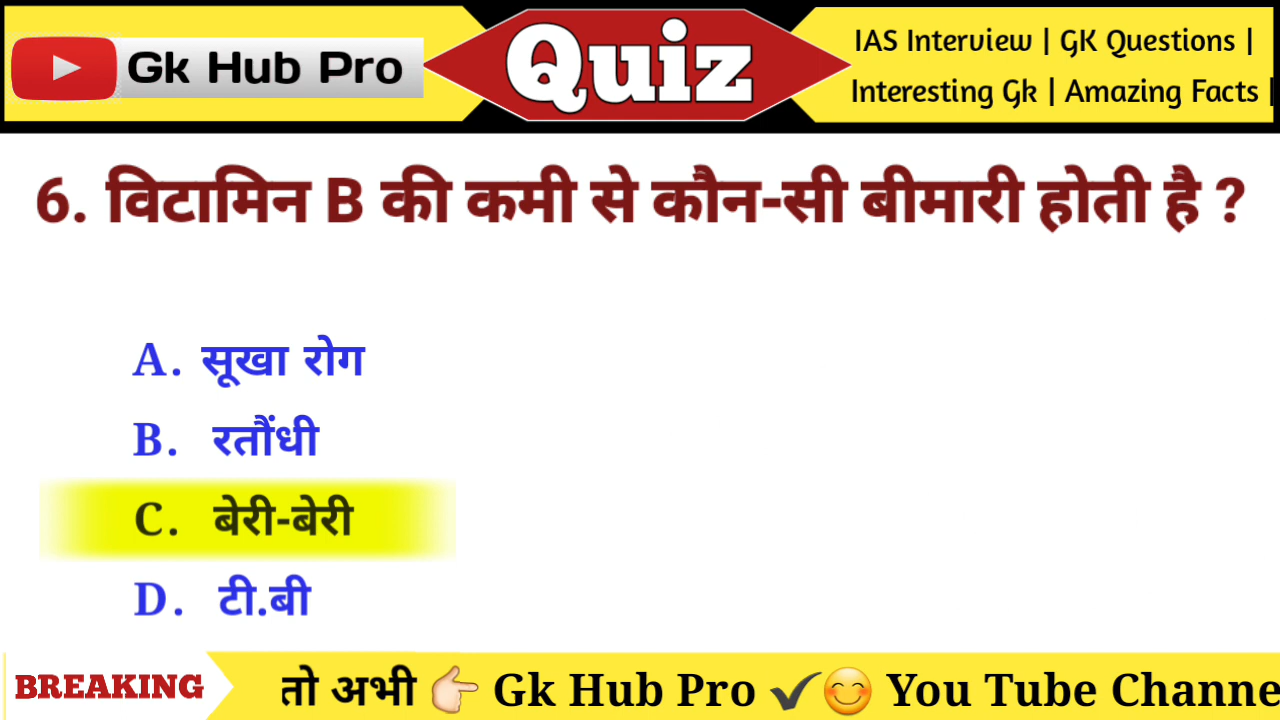 Gk Hub Pro
Quiz
IAS Interview | GK Questions |
Interesting Gk | Amazing Facts |
6. विटामिन B की कमी से कौन-सी बीमारी होती है ?
A. सूखा रोग
B. रतौंधी
C. बेरी-बेरी
D. टी.बी
BREAKING
तो अभी 👉 Gk Hub Pro ✔😊 You Tube Channe